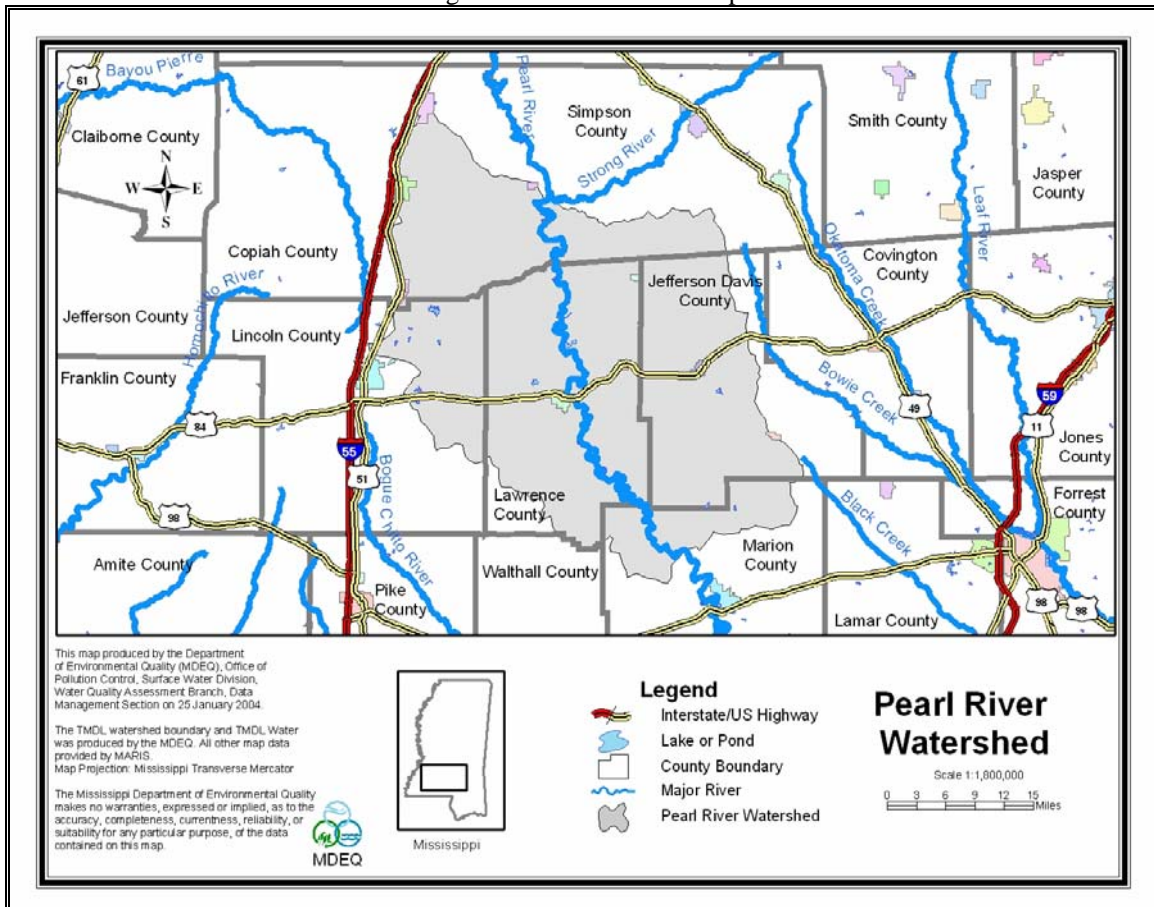 61
Bayou Pierre
Claiborne County
N
W E
S
Pearl River
Simpson
County
Strong River
Smith County
Jasper
County
Leaf River
Copiah County
Homochitto River
Jefferson County
Lincoln County
Jefferson Davis
County
Okatoma Creek
Covington
County
Franklin County
84
Bowie Creek
49
59
11
Jones
County
55
51
Bogue Chitto River
98
Lawrence
County
Black Creek
Forrest
County
Amite County
Pike
County
Walthall County
Marion
County
Lamar County
98
98
This map produced by the Department
of Environmental Quality (MDEQ), Office of
Pollution Control, Surface Water Division,
Water Quality Assessment Branch, Data
Management Section on 25 January 2004.
The TMDL watershed boundary and TMDL Water
was produced by the MDEQ. All other map data
provided by MARIS.
Map Projection: Mississippi Transverse Mercator
The Mississippi Department of Environmental Quality
makes no warranties, expressed or implied, as to the
accuracy, completeness, currentness, reliability, or
suitability for any particular purpose, of the data
contained on this map.
MDEQ
Mississippi
Legend
Interstate/US Highway
Lake or Pond
County Boundary
Major River
Pearl River Watershed
Pearl River
Watershed
Scale 1:1,800,000
0 3 6 9 12 15
Miles